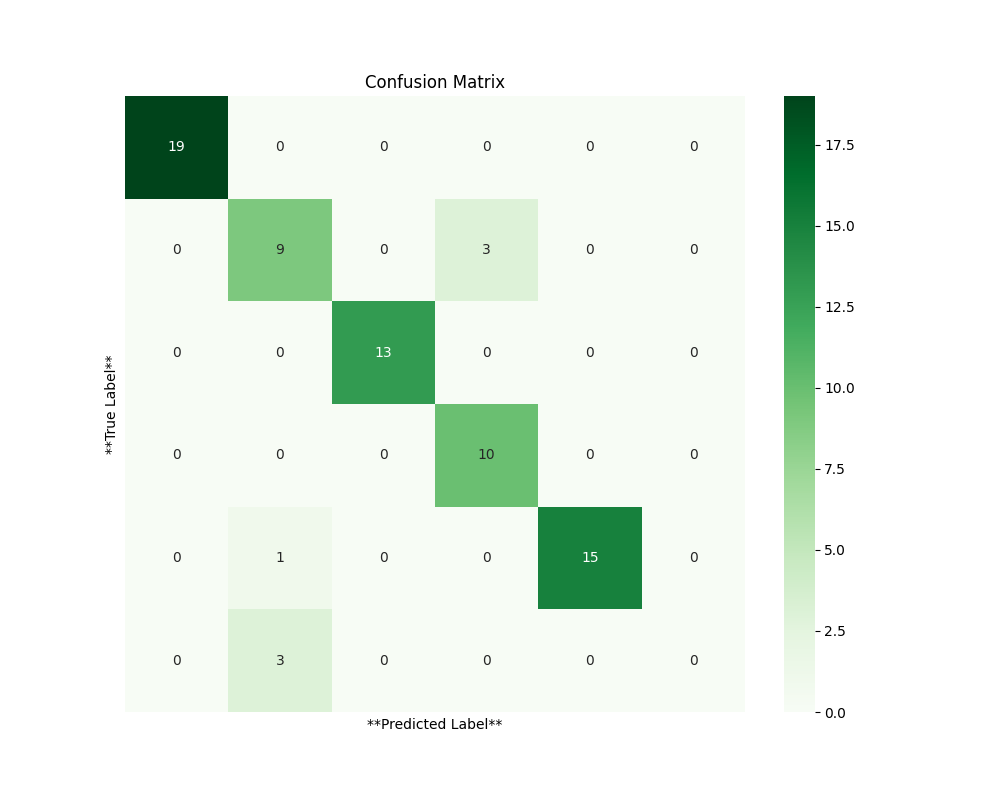 Confusion Matrix
19 0 0 0 0 0
0 9 0 3 0 0
0 0 13 0 0 0
0 0 0 10 0 0
0 1 0 0 15 0
0 3 0 0 0 0
**True Label**
**Predicted Label**
17.5
15.0
12.5
10.0
7.5
5.0
2.5
0.0